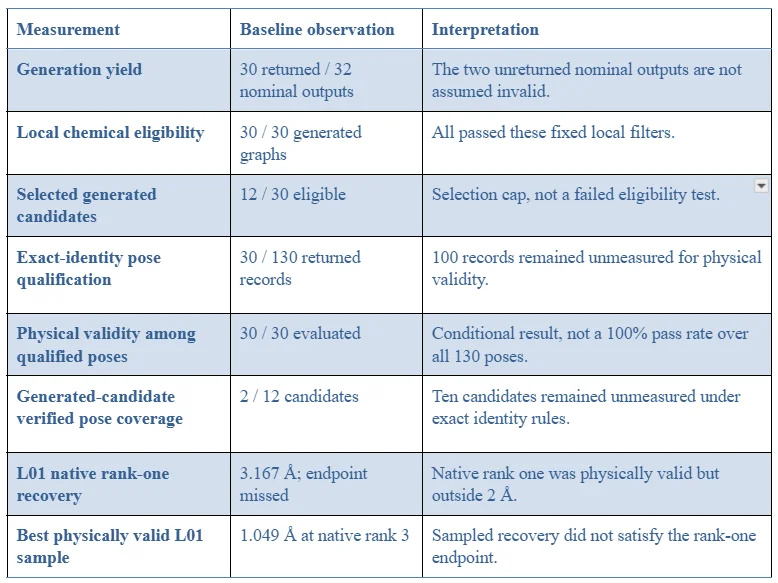 Measurement
Baseline observation
Interpretation
Generation yield
30 returned / 32
nominal outputs
The two unreturned nominal outputs are not
assumed invalid.
Local chemical eligibility
30 / 30 generated
graphs
All passed these fixed local filters.
Selected generated
candidates
12 / 30 eligible
Selection cap, not a failed eligibility test.
Exact-identity pose
qualification
30 / 130 returned
records
100 records remained unmeasured for physical
validity.
Physical validity among
qualified poses
30 / 30 evaluated
Conditional result, not a 100% pass rate over
all 130 poses.
Generated-candidate
verified pose coverage
2 / 12 candidates
Ten candidates remained unmeasured under
exact identity rules.
L01 native rank-one
recovery
3.167 Å; endpoint
missed
Native rank one was physically valid but
outside 2 Å.
Best physically valid L01
sample
1.049 Å at native rank 3
Sampled recovery did not satisfy the rank-one
endpoint.